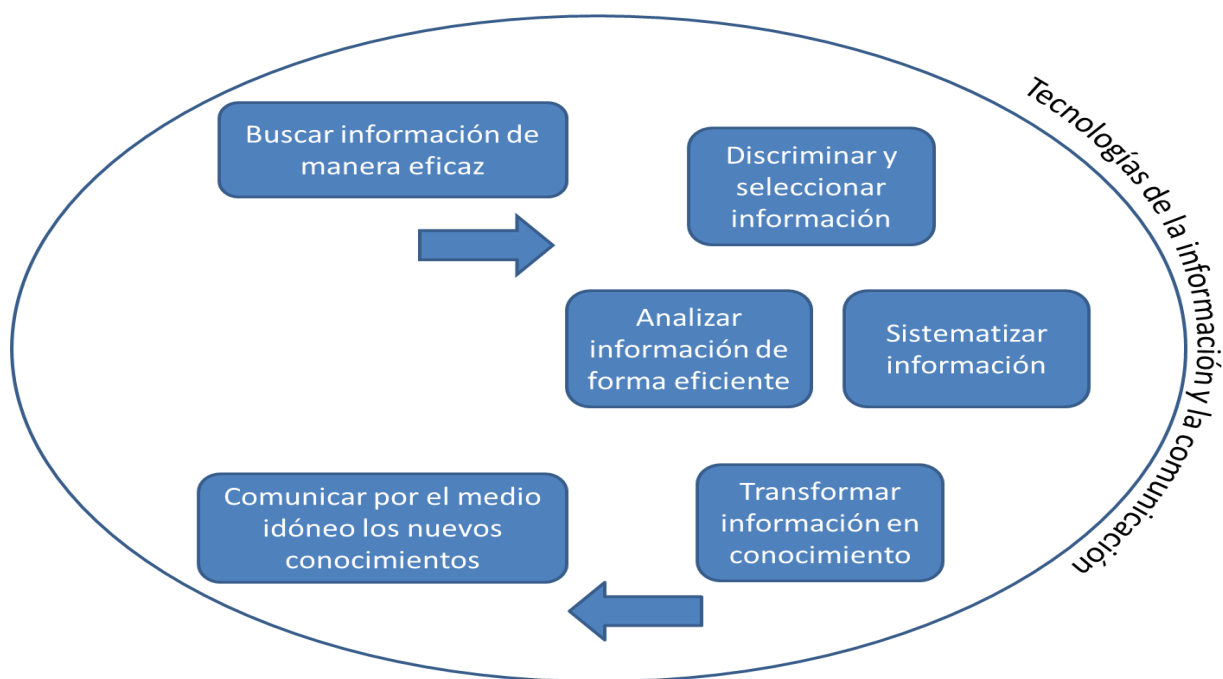 Buscar información de
manera eficaz
Discriminar y
seleccionar
información
Tecnologías de la información y la comunicación
Analizar
información de
forma eficiente
Sistematizar
información
Comunicar por el medio
idóneo los nuevos
conocimientos
Transformar
información en
conocimiento